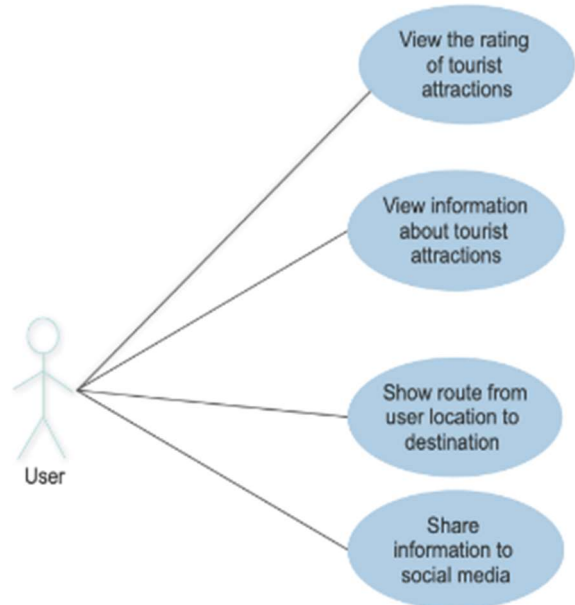 View the rating
of tourist
attractions
View information
about tourist
attractions
Show route from
user location to
destination
User
Share
information to
social media